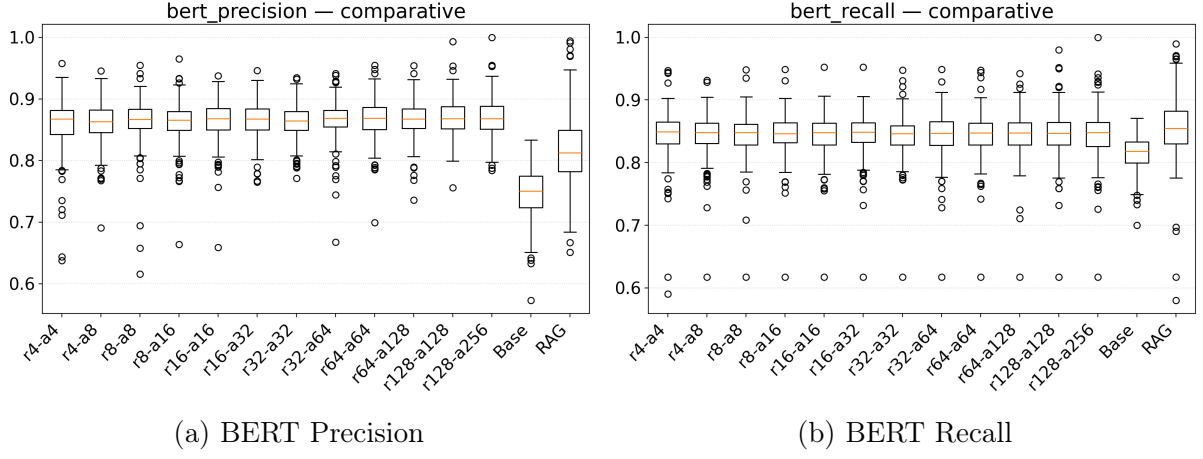 bert_precision — comparative
1.0
0.9
0.8
0.7
0.6
r4-a4
r4-a8
r8-a8
r8-a16
r16-a16
r16-a32
r32-a32
r32-a64
r64-a64
r64-a128
r128-a128
r128-a256
Base
RAG
(a) BERT Precision
bert_recall — comparative
1.0
0.9
0.8
0.7
0.6
r4-a4
r4-a8
r8-a8
r8-a16
r16-a16
r16-a32
r32-a32
r32-a64
r64-a64
r64-a128
r128-a128
r128-a256
Base
RAG
(b) BERT Recall